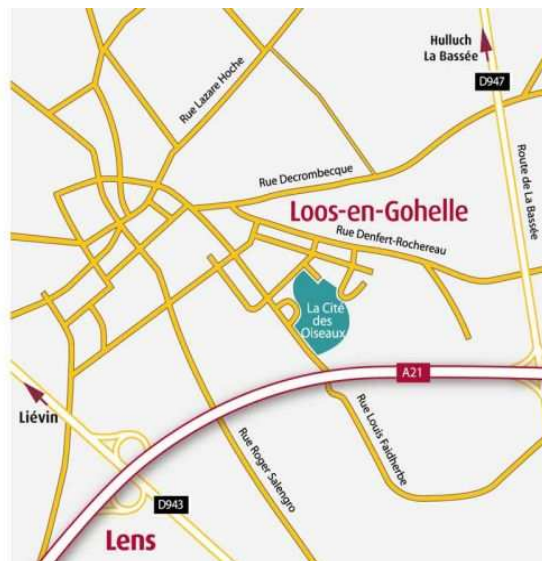 Hulluch
La Bassée
D947
Rue Lazare Hoche
Route de La Bassée
Rue Decrombecque
Loos-en-Gohelle
Rue Denfert-Rochereau
La Cité
des
Oiseaux
A21
Liévin
Rue Louis Faidherbe
Rue Roger Salengro
D943
Lens